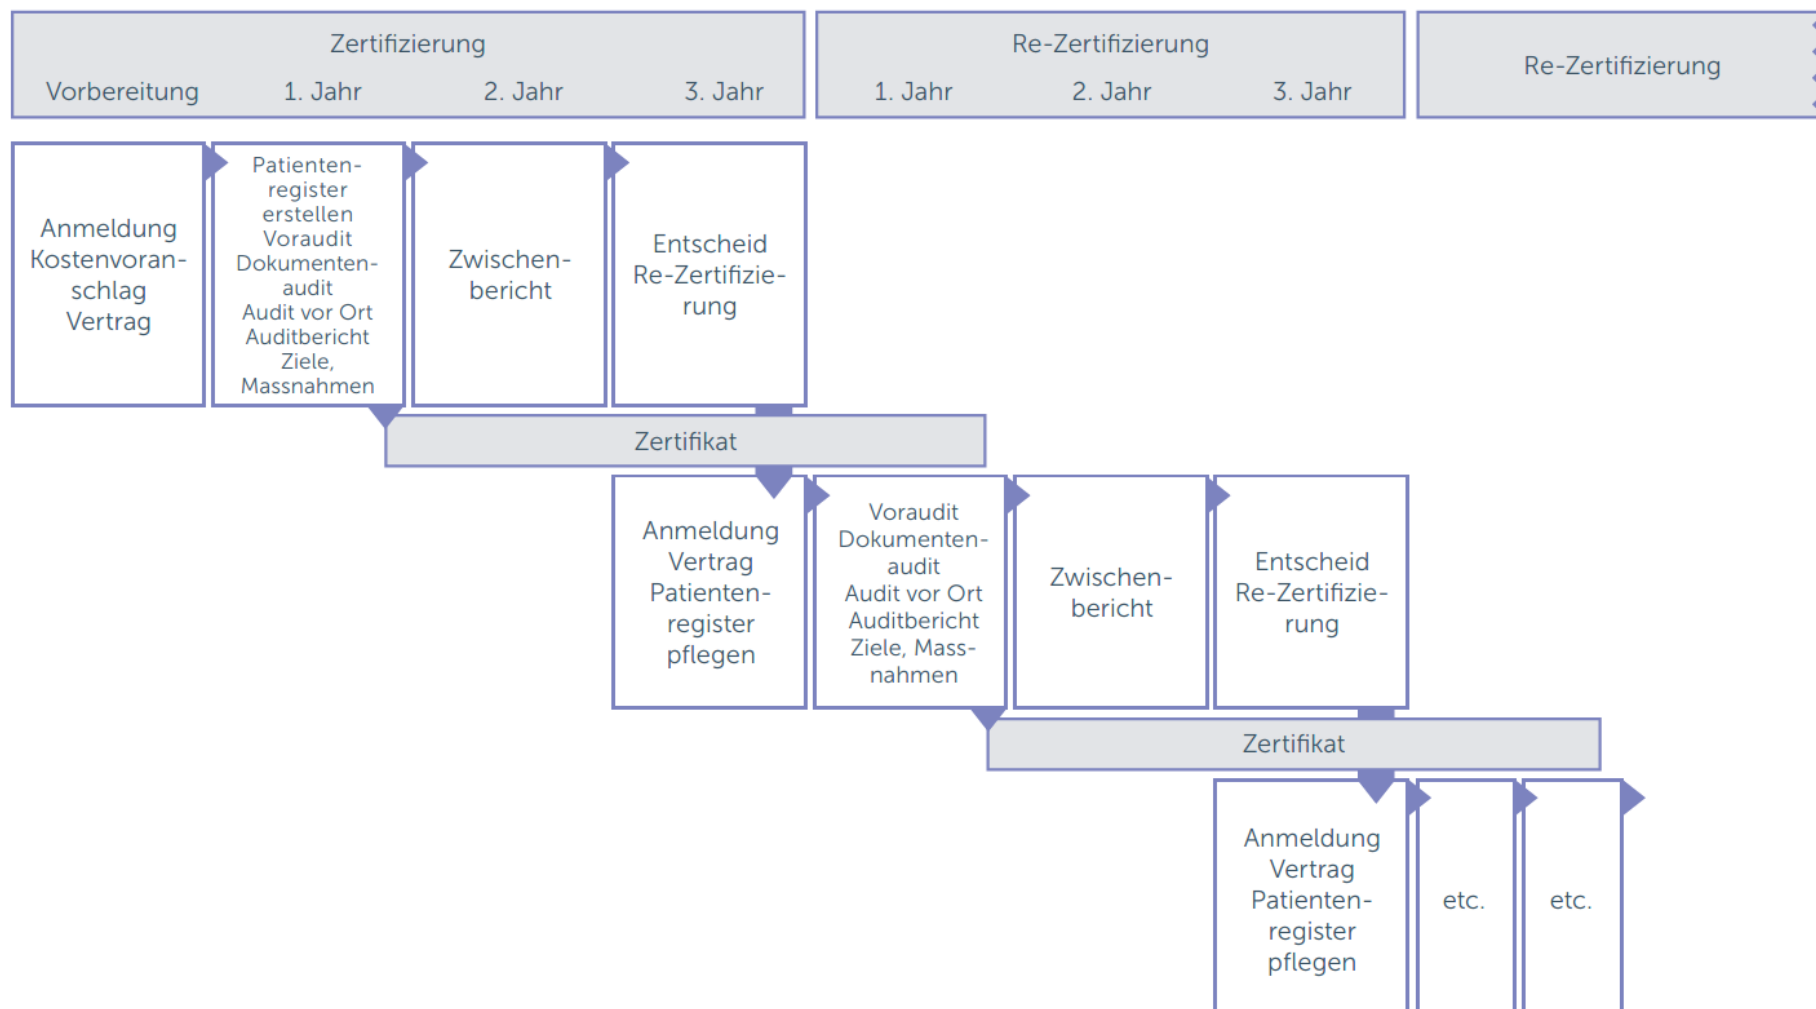 Zertifizierung
Vorbereitung
1. Jahr
2. Jahr
3. Jahr
Re-Zertifizierung
1. Jahr
2. Jahr
3. Jahr
Re-Zertifizierung
Anmeldung
Kostenvoran-
schlag
Vertrag
Patienten-
register
erstellen
Voraudit
Dokumenten-
audit
Audit vor Ort
Auditbericht
Ziele,
Massnahmen
Zwischen-
bericht
Entscheid
Re-Zertifizie-
rung
Zertifikat
Anmeldung
Vertrag
Patienten-
register
pflegen
Voraudit
Dokumenten-
audit
Audit vor Ort
Auditbericht
Ziele, Mass-
nahmen
Zwischen-
bericht
Entscheid
Re-Zertifizie-
rung
Zertifikat
Anmeldung
Vertrag
Patienten-
register
pflegen
etc.
etc.